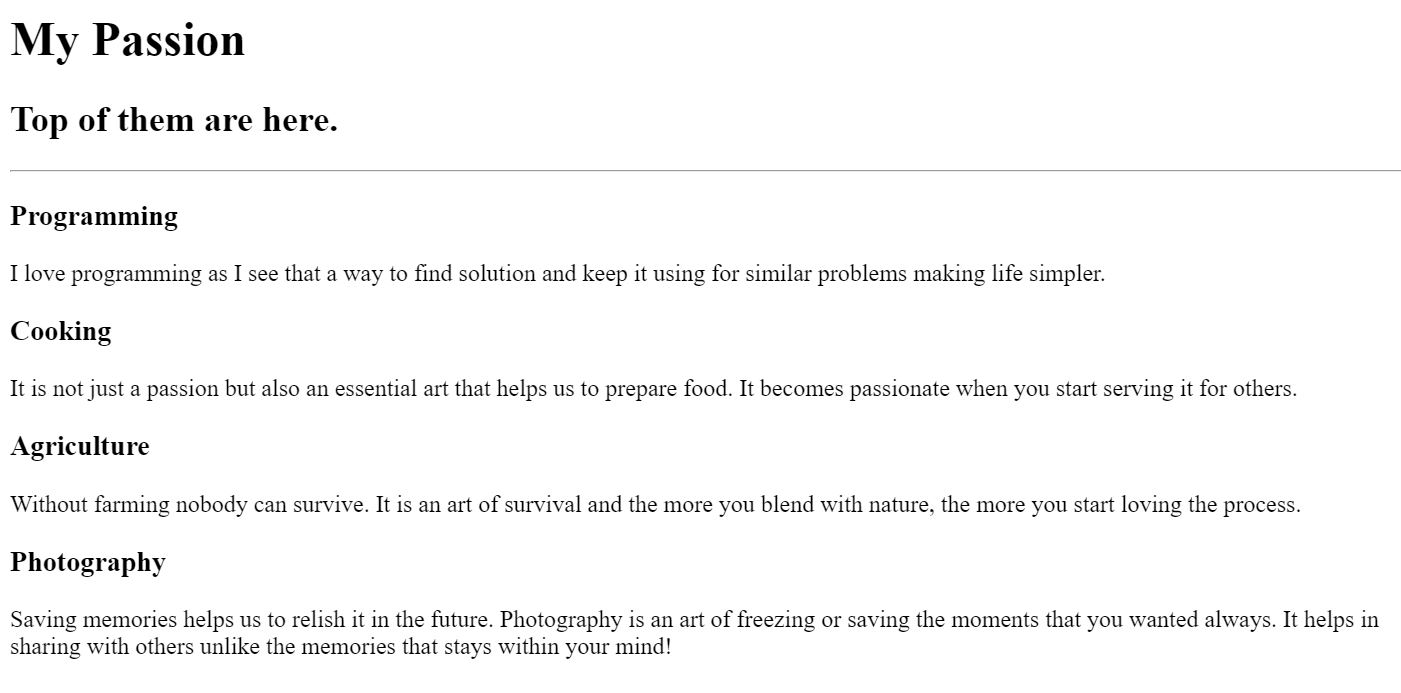 My Passion
Top of them are here.
Programming
I love programming as I see that a way to find solution and keep it using for similar problems making life simpler.
Cooking
It is not just a passion but also an essential art that helps us to prepare food. It becomes passionate when you start serving it for others.
Agriculture
Without farming nobody can survive. It is an art of survival and the more you blend with nature, the more you start loving the process.
Photography
Saving memories helps us to relish it in the future. Photography is an art of freezing or saving the moments that you wanted always. It helps in
sharing with others unlike the memories that stays within your mind!